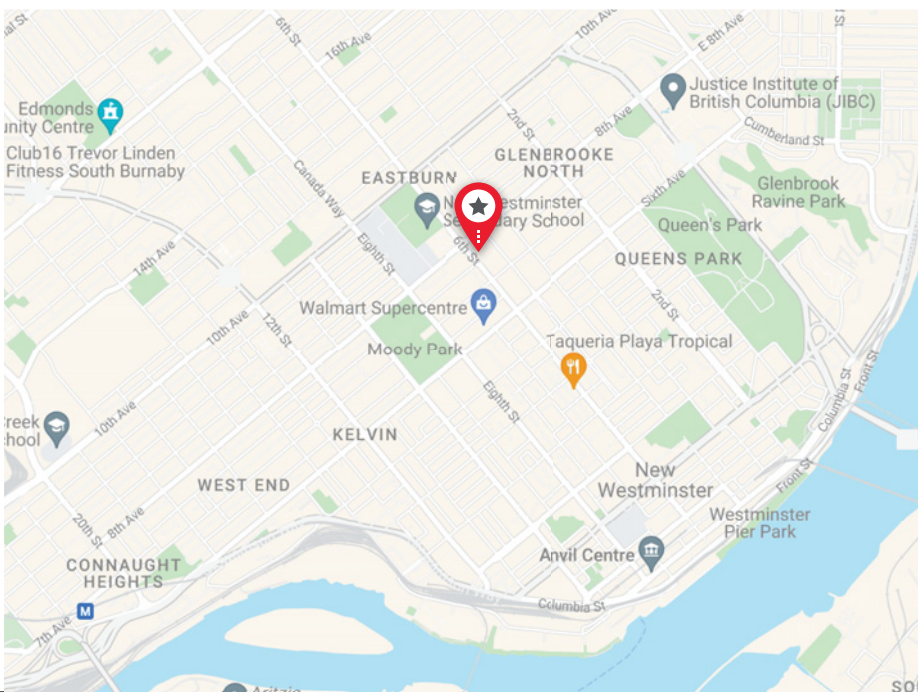 6th St
16th Ave
10th Ave
E 8th Ave
Justice Institute of
British Columbia (JIBC)
Edmonds
unity Centre
Club16 Trevor Linden
Fitness South Burnaby
2nd St
8th Ave
Cumberland St
GLENBROOKE
NORTH
EASTBURN
Canada Way
Sixth Ave
Glenbrook
Ravine Park
Westminster
School
6th St
Queen's Park
QUEENS PARK
Eighth St
14th Ave
2nd St
Walmart Supercentre
10th Ave
12th St
Moody Park
Taqueria Playa Tropical
Front St
Columbia St
Eighth St
10th Ave
reek
chool
KELVIN
New
Westminster
Front St
WEST END
8th Ave
20th St
Westminster
Pier Park
Anvil Centre
CONNAUGHT
HEIGHTS
Columbia St
M
7th Ave